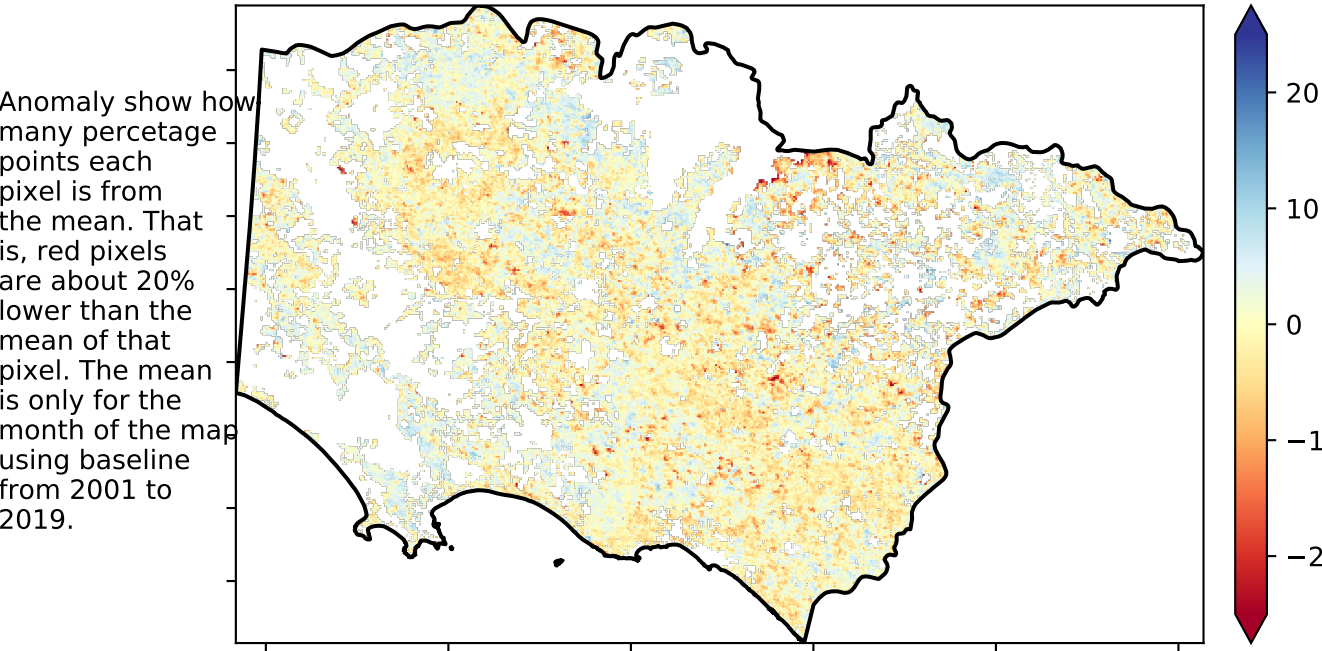 Anomaly show how
many percetage
points each
pixel is from
the mean. That
is, red pixels
are about 20%
lower than the
mean of that
pixel. The mean
is only for the
month of the map
using baseline
from 2001 to
2019.
20
10
0
−1
−2